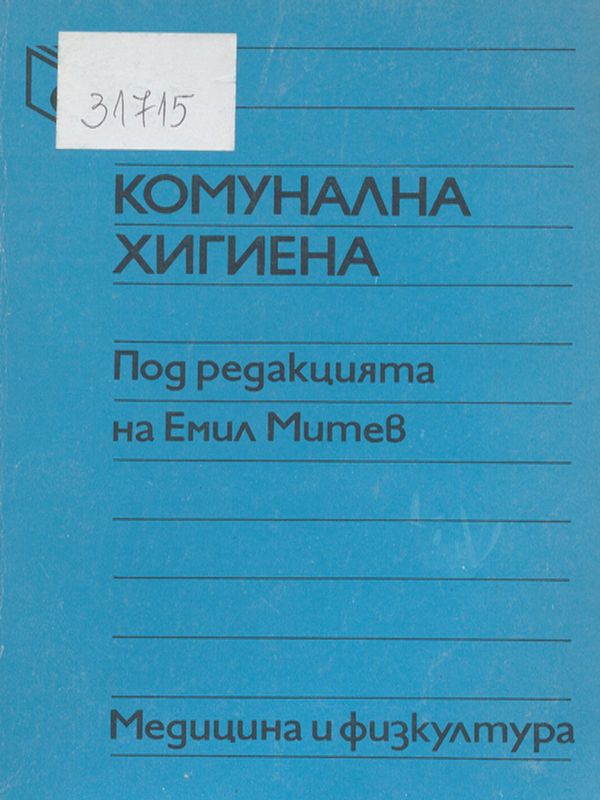 31715
КОМУНАЛНА
ХИГИЕНА
Под редакцията
на Емил Митев
Медицина и физкултура